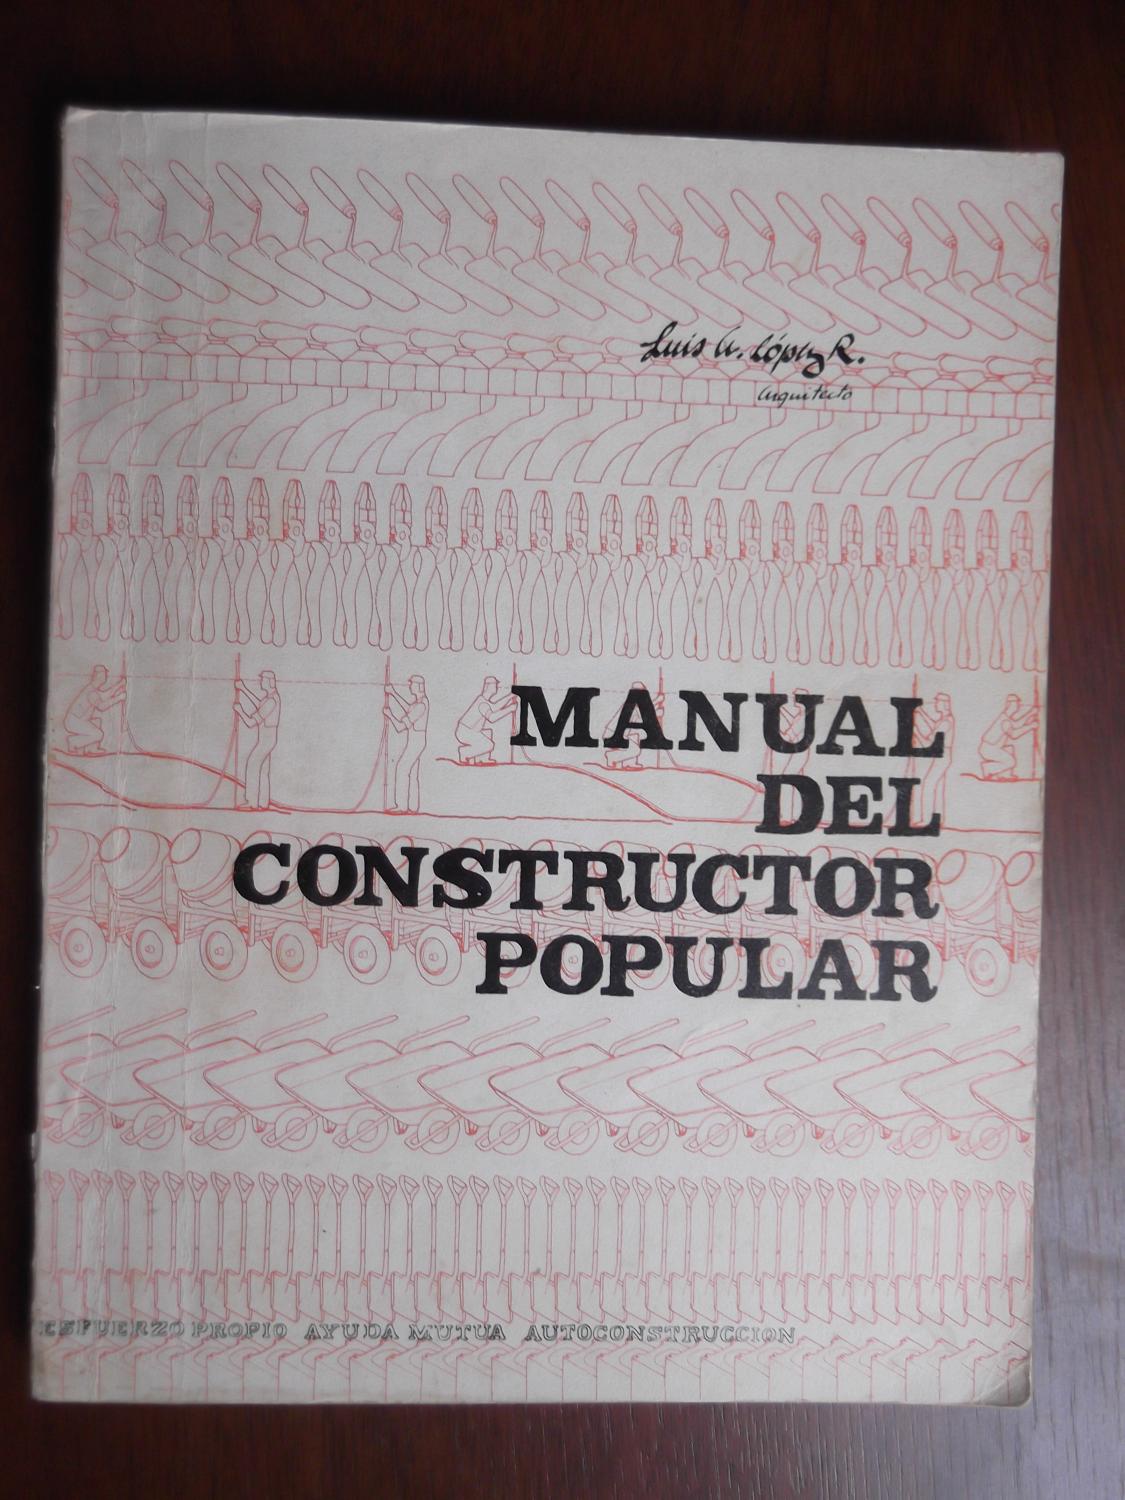 Luis A. López R.
Arquitecto
MANUAL
DEL
CONSTRUCTOR
POPULAR
ESFUERZO PROPIO AYUDA MUTUA AUTOCONSTRUCCION